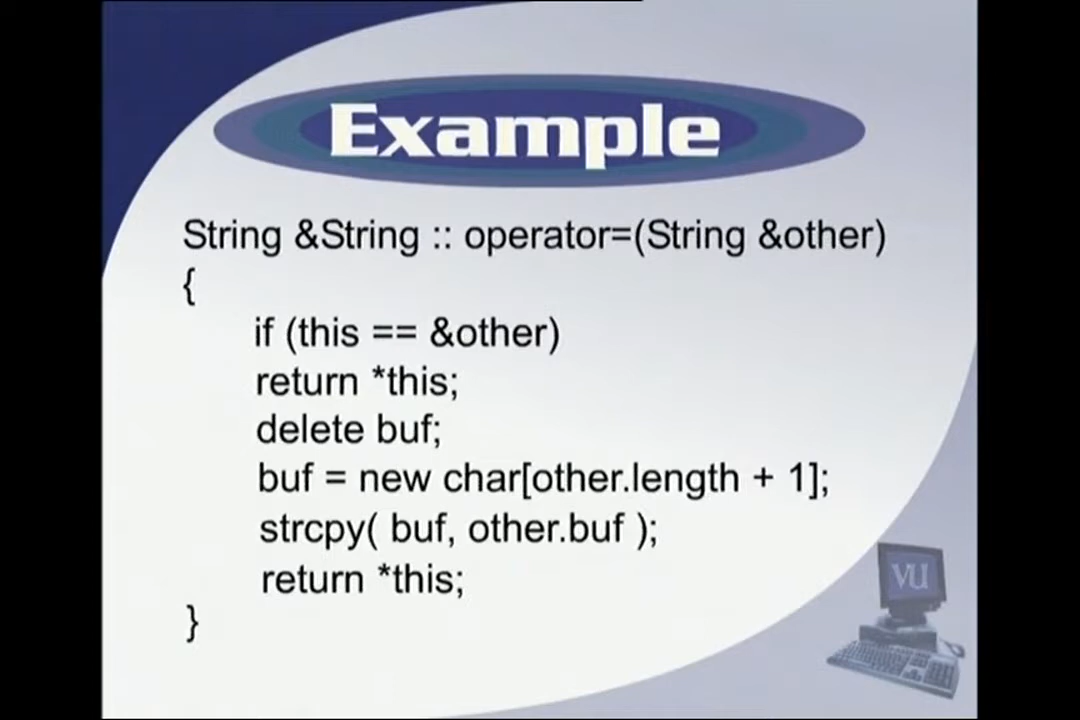 Example
String &String :: operator=(String &other)
{
if (this == &other)
return *this;
delete buf;
buf = new char[other.length + 1];
strcpy( buf, other.buf );
return *this;
}
VU